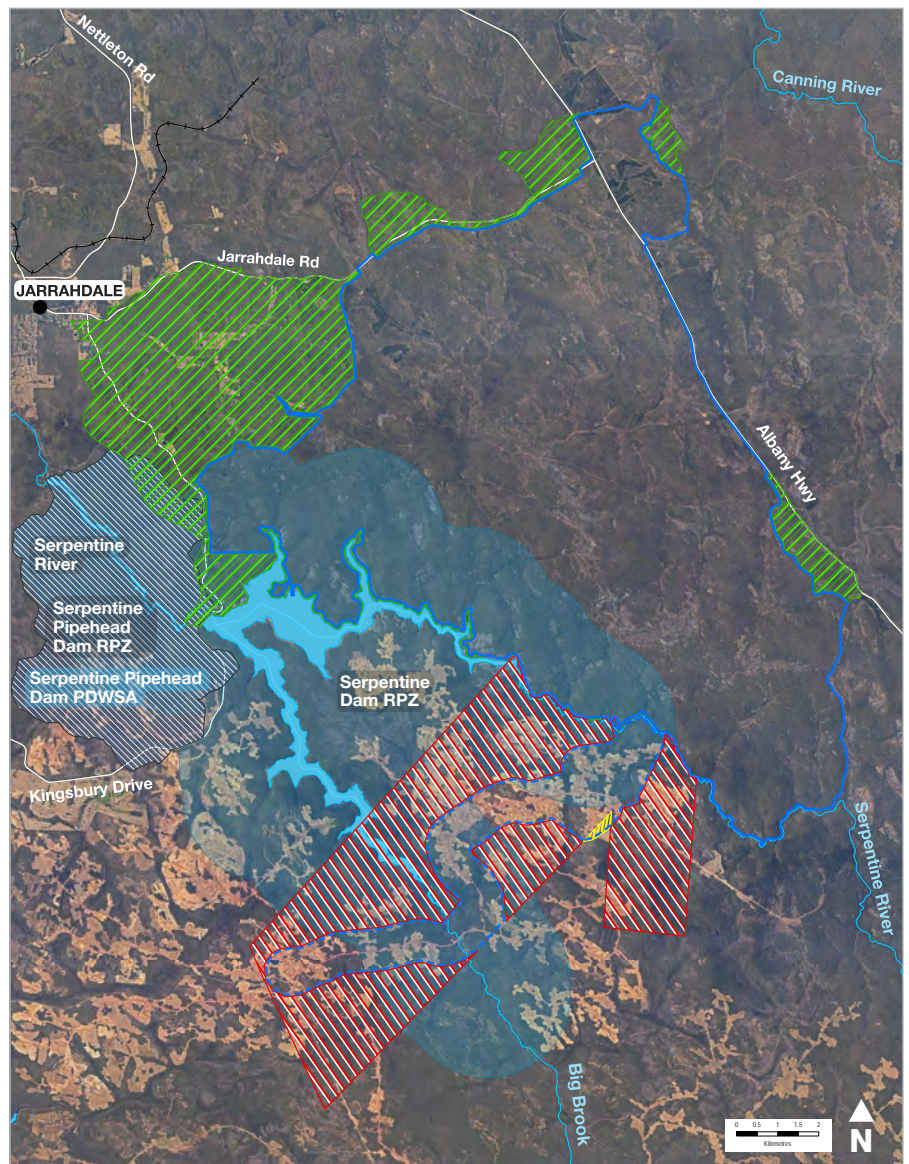 Nettleton Rd
Canning River
Jarrahdale Rd
JARRAHDALE
Albany Hwy
Serpentine
River
Serpentine
Pipehead
Dam RPZ
Serpentine Pipehead
Dam PDWSA
Serpentine
Dam RPZ
Kingsbury Drive
Serpentine River
Big Brook
0 0.5 1 1.5 2
Kilometres
N